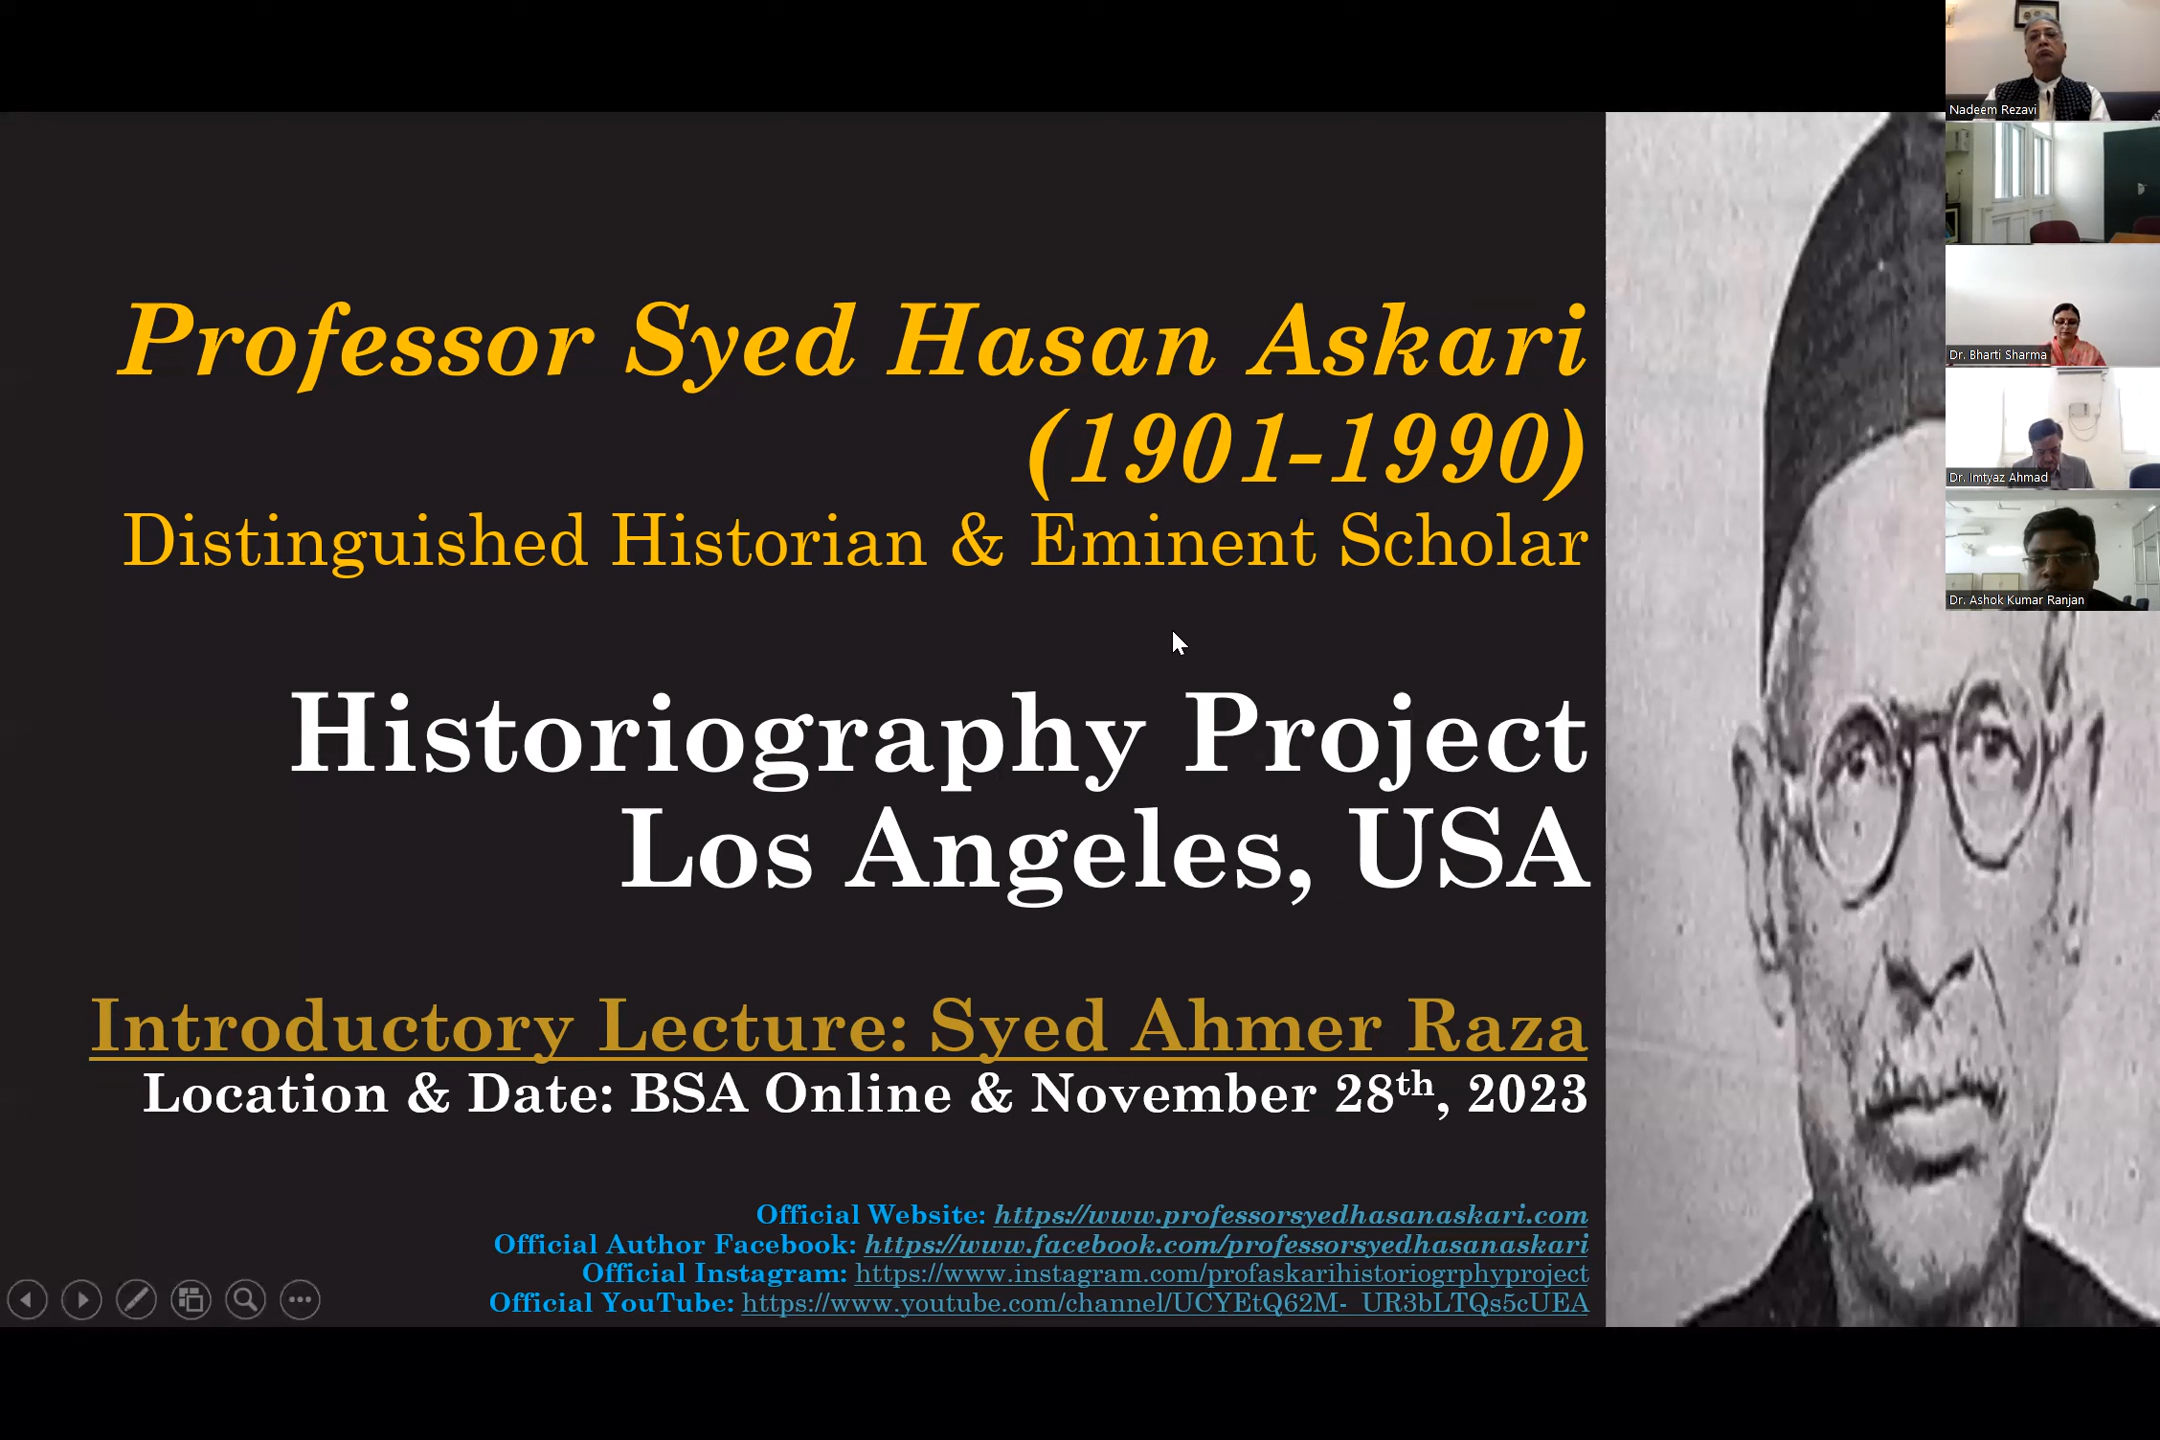 Professor Syed Hasan Askari
(1901-1990)
Distinguished Historian & Eminent Scholar
Historiography Project
Los Angeles, USA
Introductory Lecture: Syed Ahmer Raza
Location & Date: BSA Online & November 28th, 2023
Official Website: https://www.professorsyedhasanaskari.com
Official Author Facebook: https://www.facebook.com/professorsyedhasanaskari
Official Instagram: https://www.instagram.com/profaskarihistoriogrphyproject
Official YouTube: https://www.youtube.com/channel/UCYEtQ62M-_UR3bLTQs5cUEA
Nadeem Rezavi
Dr. Bharti Sharma
Dr. Imtyaz Ahmad
Dr. Ashok Kumar Ranjan